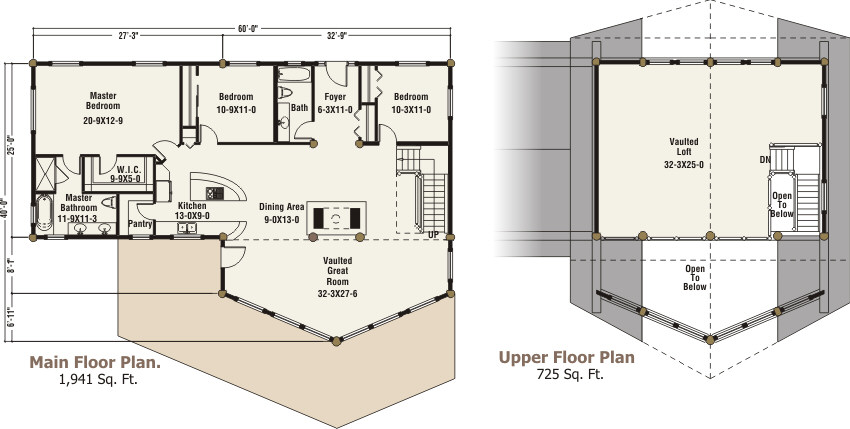 60'-0"
27'-3"
32'-9"
25'-0"
40'-0"
8'-1"
6'-11"
Master
Bedroom
20-9X12-9
Bedroom
10-9X11-0
Bath
Foyer
6-3X11-0
Bedroom
10-3X11-0
W.I.C.
9-9X5-0
Master
Bathroom
11-9X11-3
Pantry
Kitchen
13-0X9-0
Dining Area
9-0X13-0
UP
Vaulted
Great
Room
32-3X27-6
Main Floor Plan.
1,941 Sq. Ft.
Vaulted
Loft
32-3X25-0
DN
Open
To
Below
Open
To
Below
Upper Floor Plan
725 Sq. Ft.